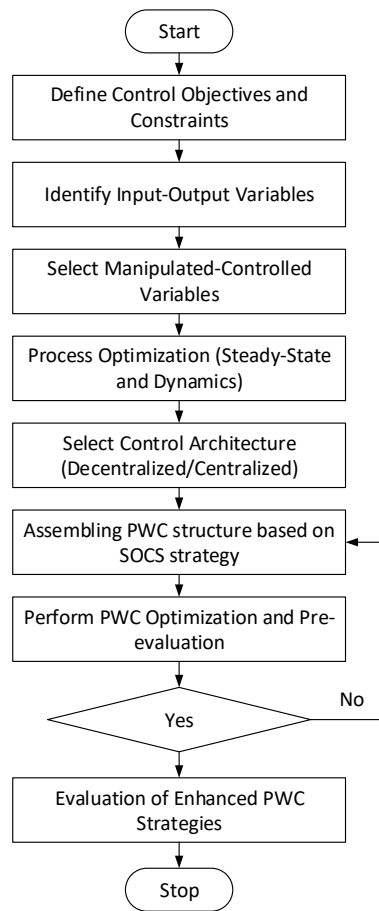 Start
Define Control Objectives and
Constraints
Identify Input-Output Variables
Select Manipulated-Controlled
Variables
Process Optimization (Steady-State
and Dynamics)
Select Control Architecture
(Decentralized/Centralized)
Assembling PWC structure based on
SOCS strategy
Perform PWC Optimization and Pre-
evaluation
Yes
No
Evaluation of Enhanced PWC
Strategies
Stop